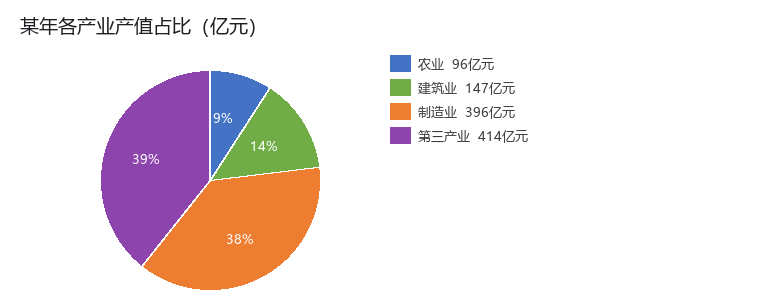 某年各产业产值占比（亿元）
农业 96亿元
建筑业 147亿元
制造业 396亿元
第三产业 414亿元
9%
14%
39%
38%